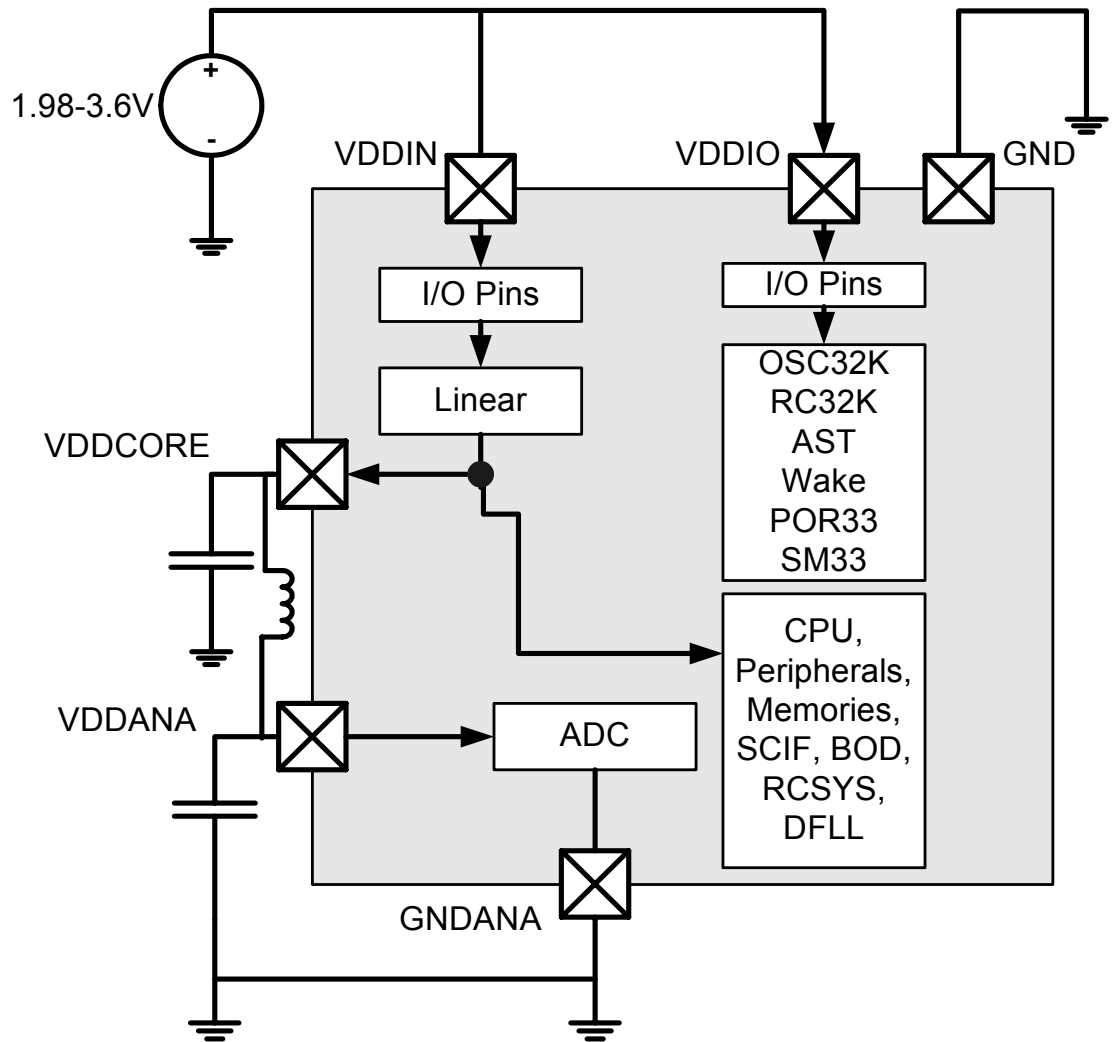 +
1.98-3.6V
-
VDDIN
VDDIO
GND
I/O Pins
I/O Pins
Linear
OSC32K
RC32K
AST
Wake
POR33
SM33
VDDCORE
CPU,
Peripherals,
Memories,
SCIF, BOD,
RCSYS,
DFLL
VDDANA
ADC
GNDANA